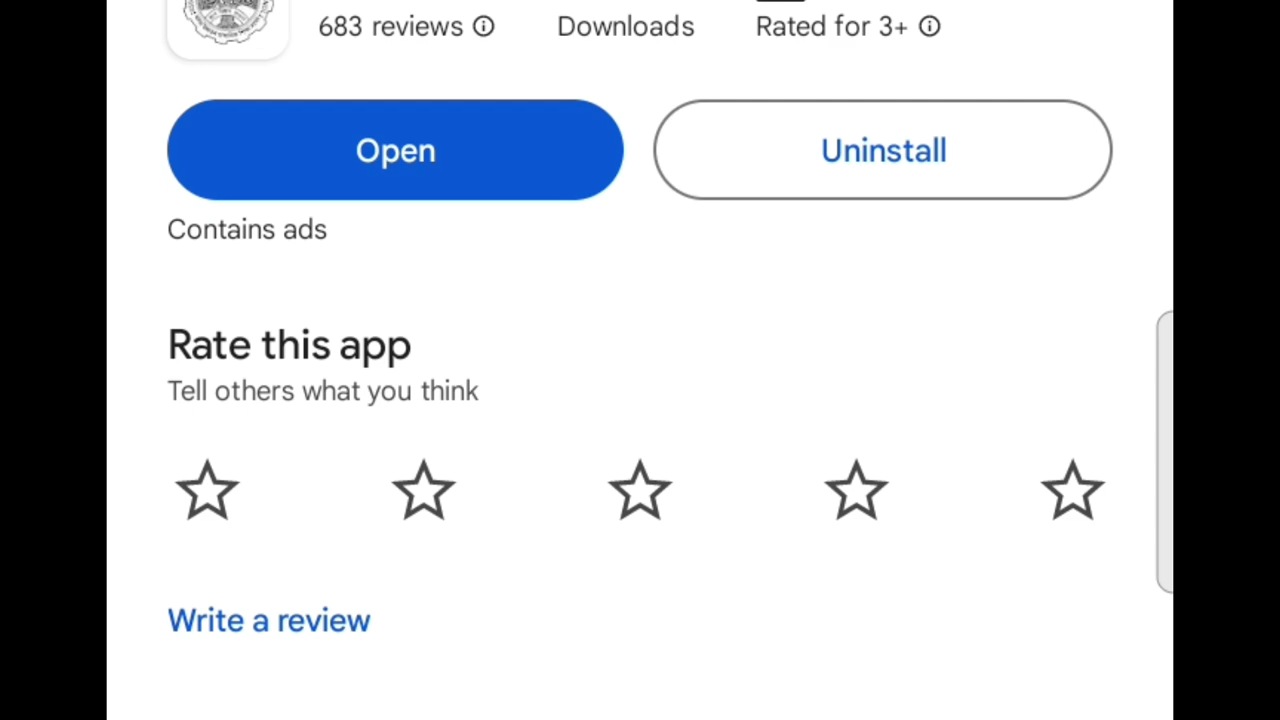 683 reviews Downloads Rated for 3+
Open Uninstall
Contains ads
Rate this app
Tell others what you think
Write a review